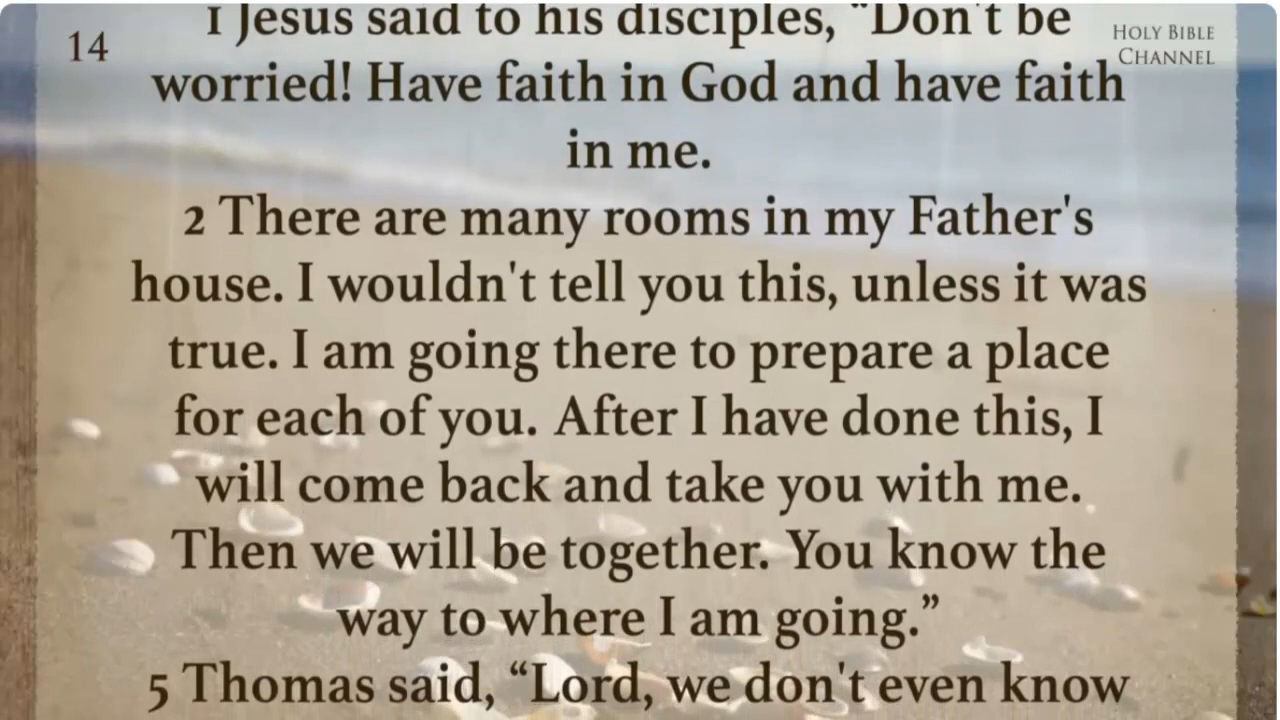 14
HOLY BIBLE
CHANNEL
1 Jesus said to his disciples, “Don't be
worried! Have faith in God and have faith
in me.
2 There are many rooms in my Father's
house. I wouldn't tell you this, unless it was
true. I am going there to prepare a place
for each of you. After I have done this, I
will come back and take you with me.
Then we will be together. You know the
way to where I am going.”
5 Thomas said, “Lord, we don't even know